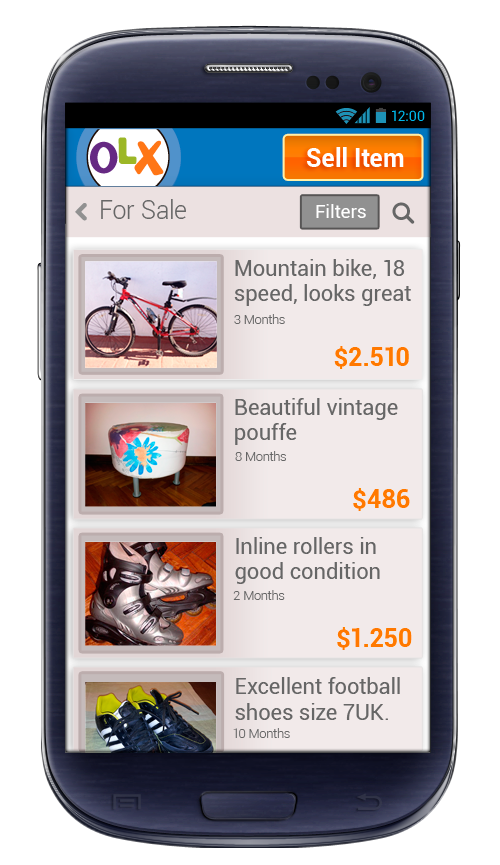 12:00
OLX
Sell Item
For Sale
Filters
Mountain bike, 18
speed, looks great
3 Months
$2.510
Beautiful vintage
pouffe
8 Months
$486
Inline rollers in
good condition
2 Months
$1.250
Excellent football
shoes size 7UK.
10 Months